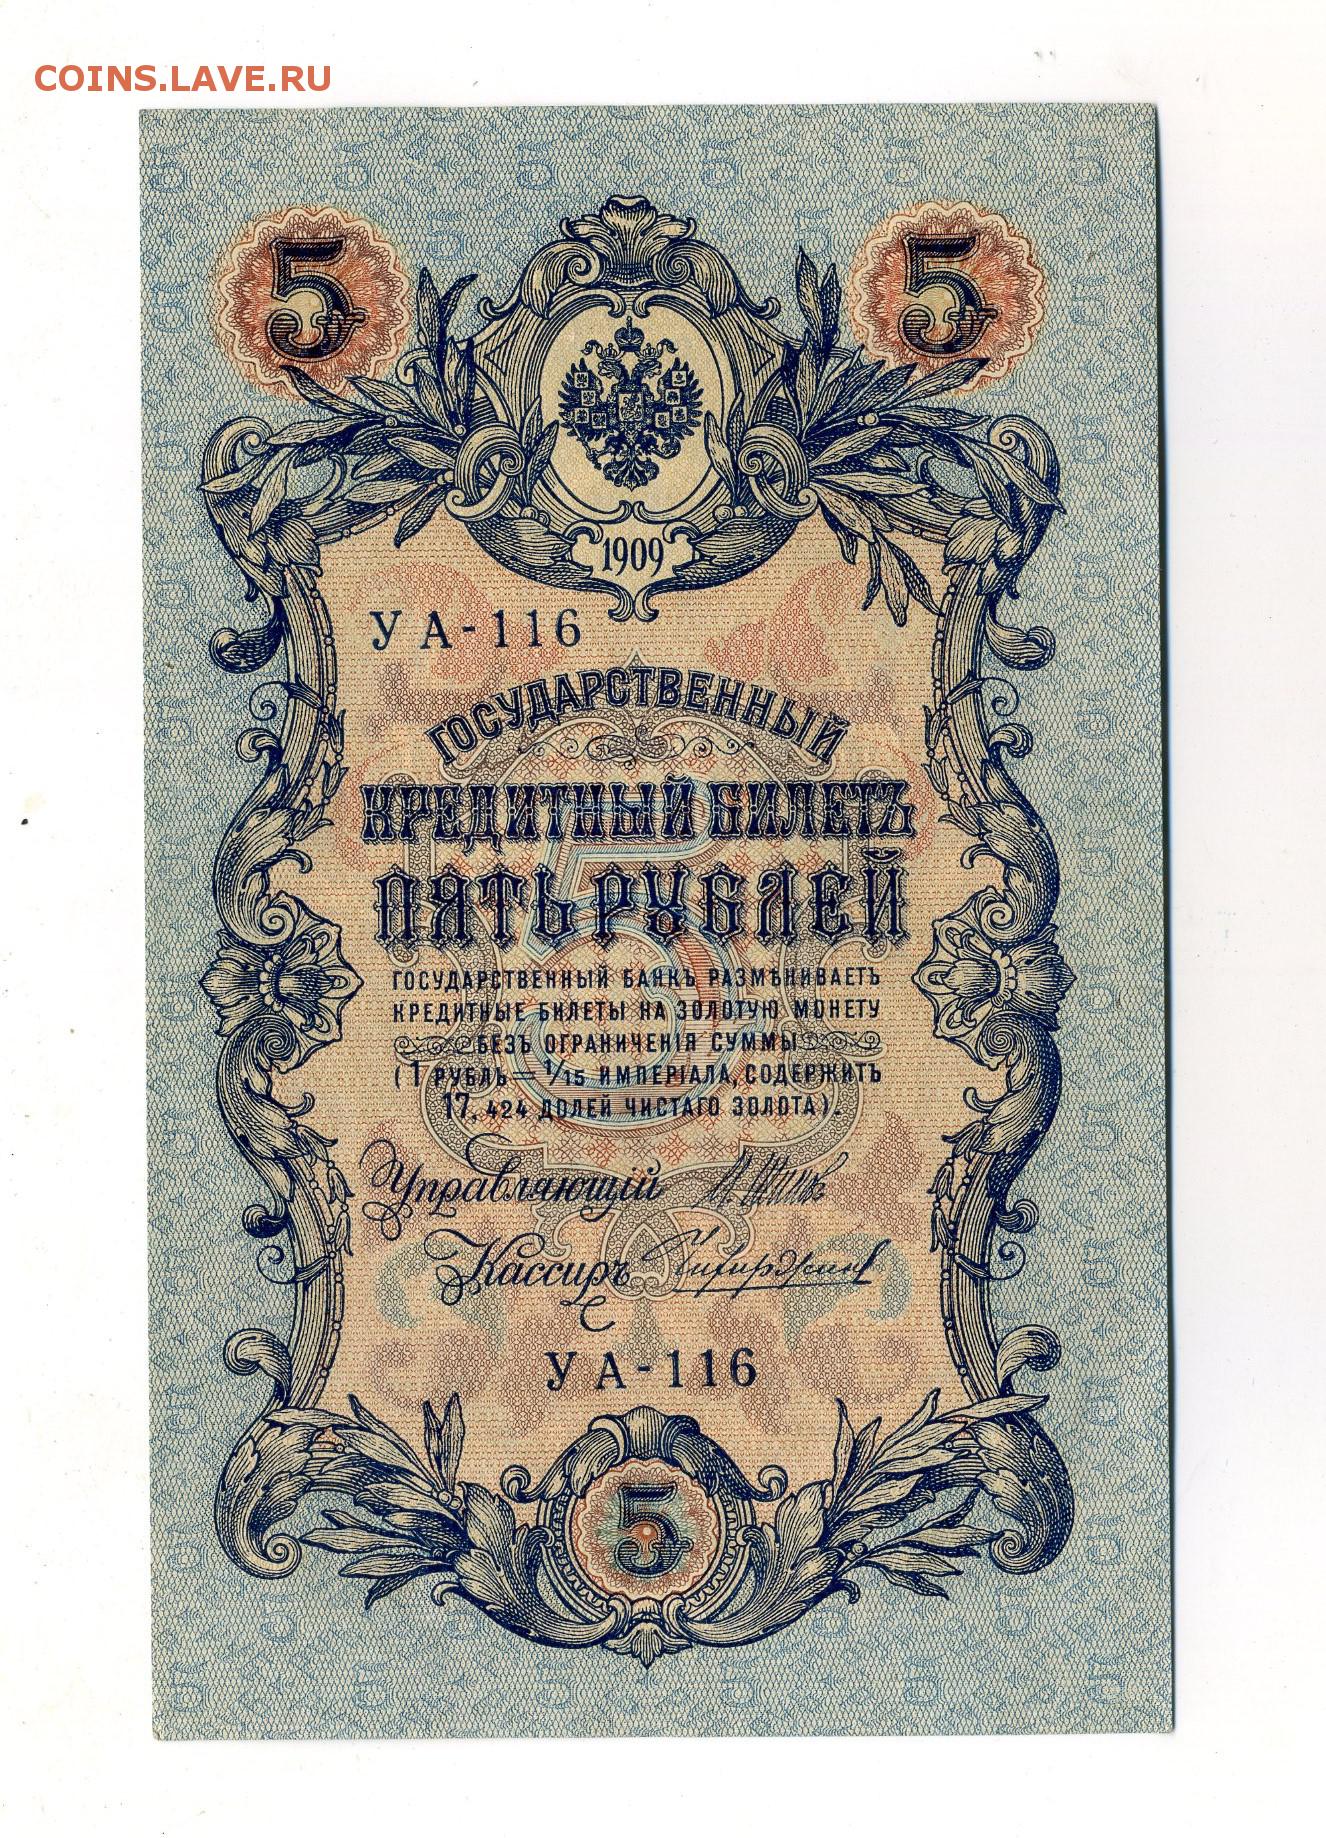 COINS.LAVE.RU
5 5
1909
УА-116
ГОСУДАРСТВЕННЫЙ
КРЕДИТНЫЙ БИЛЕТЪ
ПЯТЬ РУБЛЕЙ
ГОСУДАРСТВЕННЫЙ БАНКЪ РАЗМѢНИВАЕТЪ
КРЕДИТНЫЕ БИЛЕТЫ НА ЗОЛОТУЮ МОНЕТУ
БЕЗЪ ОГРАНИЧЕНІЯ СУММЫ
(1 РУБЛЬ = 1/15 ИМПЕРІАЛА, СОДЕРЖИТЪ
17,424 ДОЛЕЙ ЧИСТАГО ЗОЛОТА).
Управляющій
Кассиръ
УА-116
5